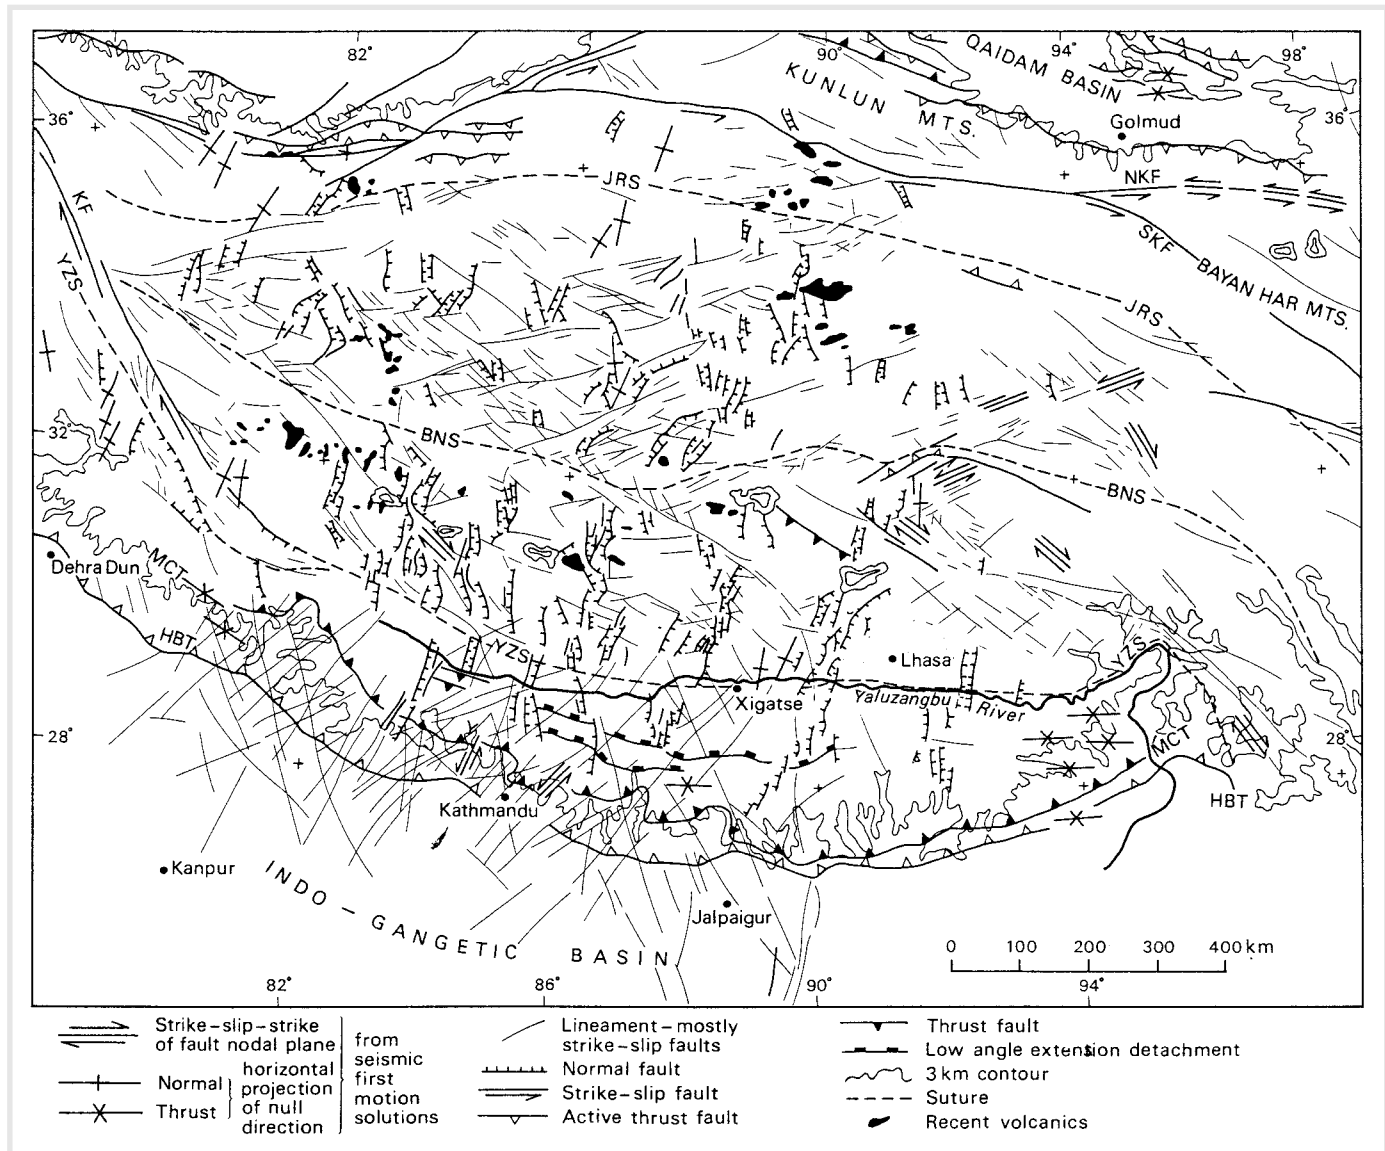 82°
90°
94°
98°
QAIDAM BASIN
KUNLUN MTS.
36°
36°
Golmud
NKF
JRS
KF
SKF
YZS
BAYAN HAR MTS.
JRS
32°
BNS
BNS
Dehra Dun
MCT
HBT
YZS
YZS
Lhasa
Xigatse
Yaluzangbu River
28°
28°
MCT
HBT
Kathmandu
Kanpur
INDO-GANGETIC BASIN
Jalpaigur
0 100 200 300 400 km
82°
86°
90°
94°
Strike-slip-strike
of fault nodal plane
Normal
Thrust
horizontal
projection
of null
direction
from
seismic
first
motion
solutions
Lineament-mostly
strike-slip faults
Normal fault
Strike-slip fault
Active thrust fault
Thrust fault
Low angle extension detachment
3 km contour
Suture
Recent volcanics